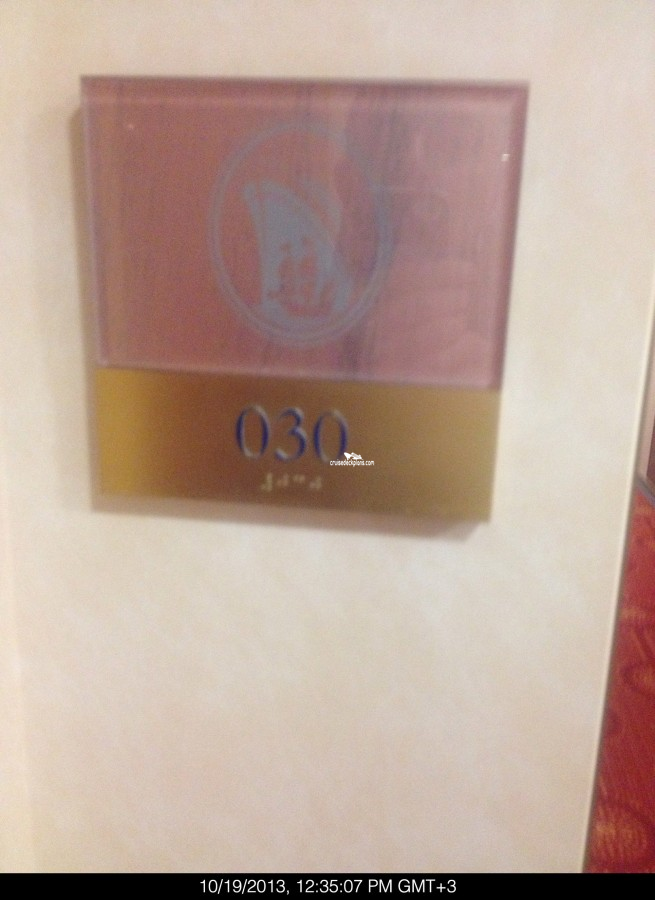 030
cruisedeckplans.com
⠼⠚⠉⠚
10/19/2013, 12:35:07 PM GMT+3